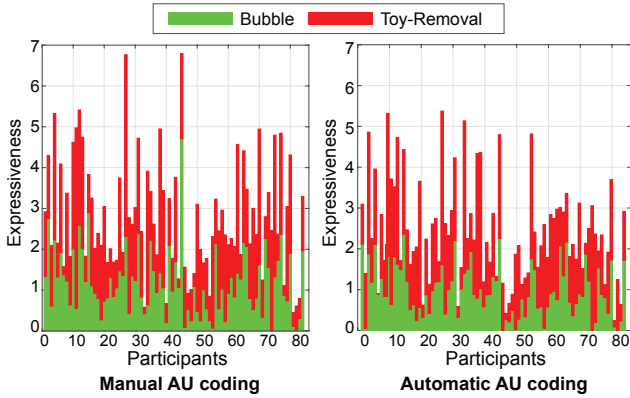 Bubble Toy-Removal
7 7
6 6
5 5
4 4
3 3
2 2
1 1
0 0
Expressiveness Expressiveness
0 10 20 30 40 50 60 70 80 0 10 20 30 40 50 60 70 80
Participants Participants
Manual AU coding Automatic AU coding